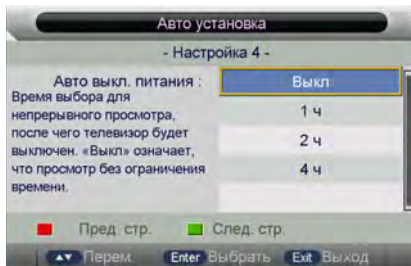 Авто установка
- Настройка 4 -
Авто выкл. питания :
Время выбора для
непрерывного просмотра,
после чего телевизор будет
выключен. «Выкл» означает,
что просмотр без ограничения
времени.
Выкл.
1 ч
2 ч
4 ч
Пред. стр. След. стр.
Перем. Enter Выбрать Exit Выход